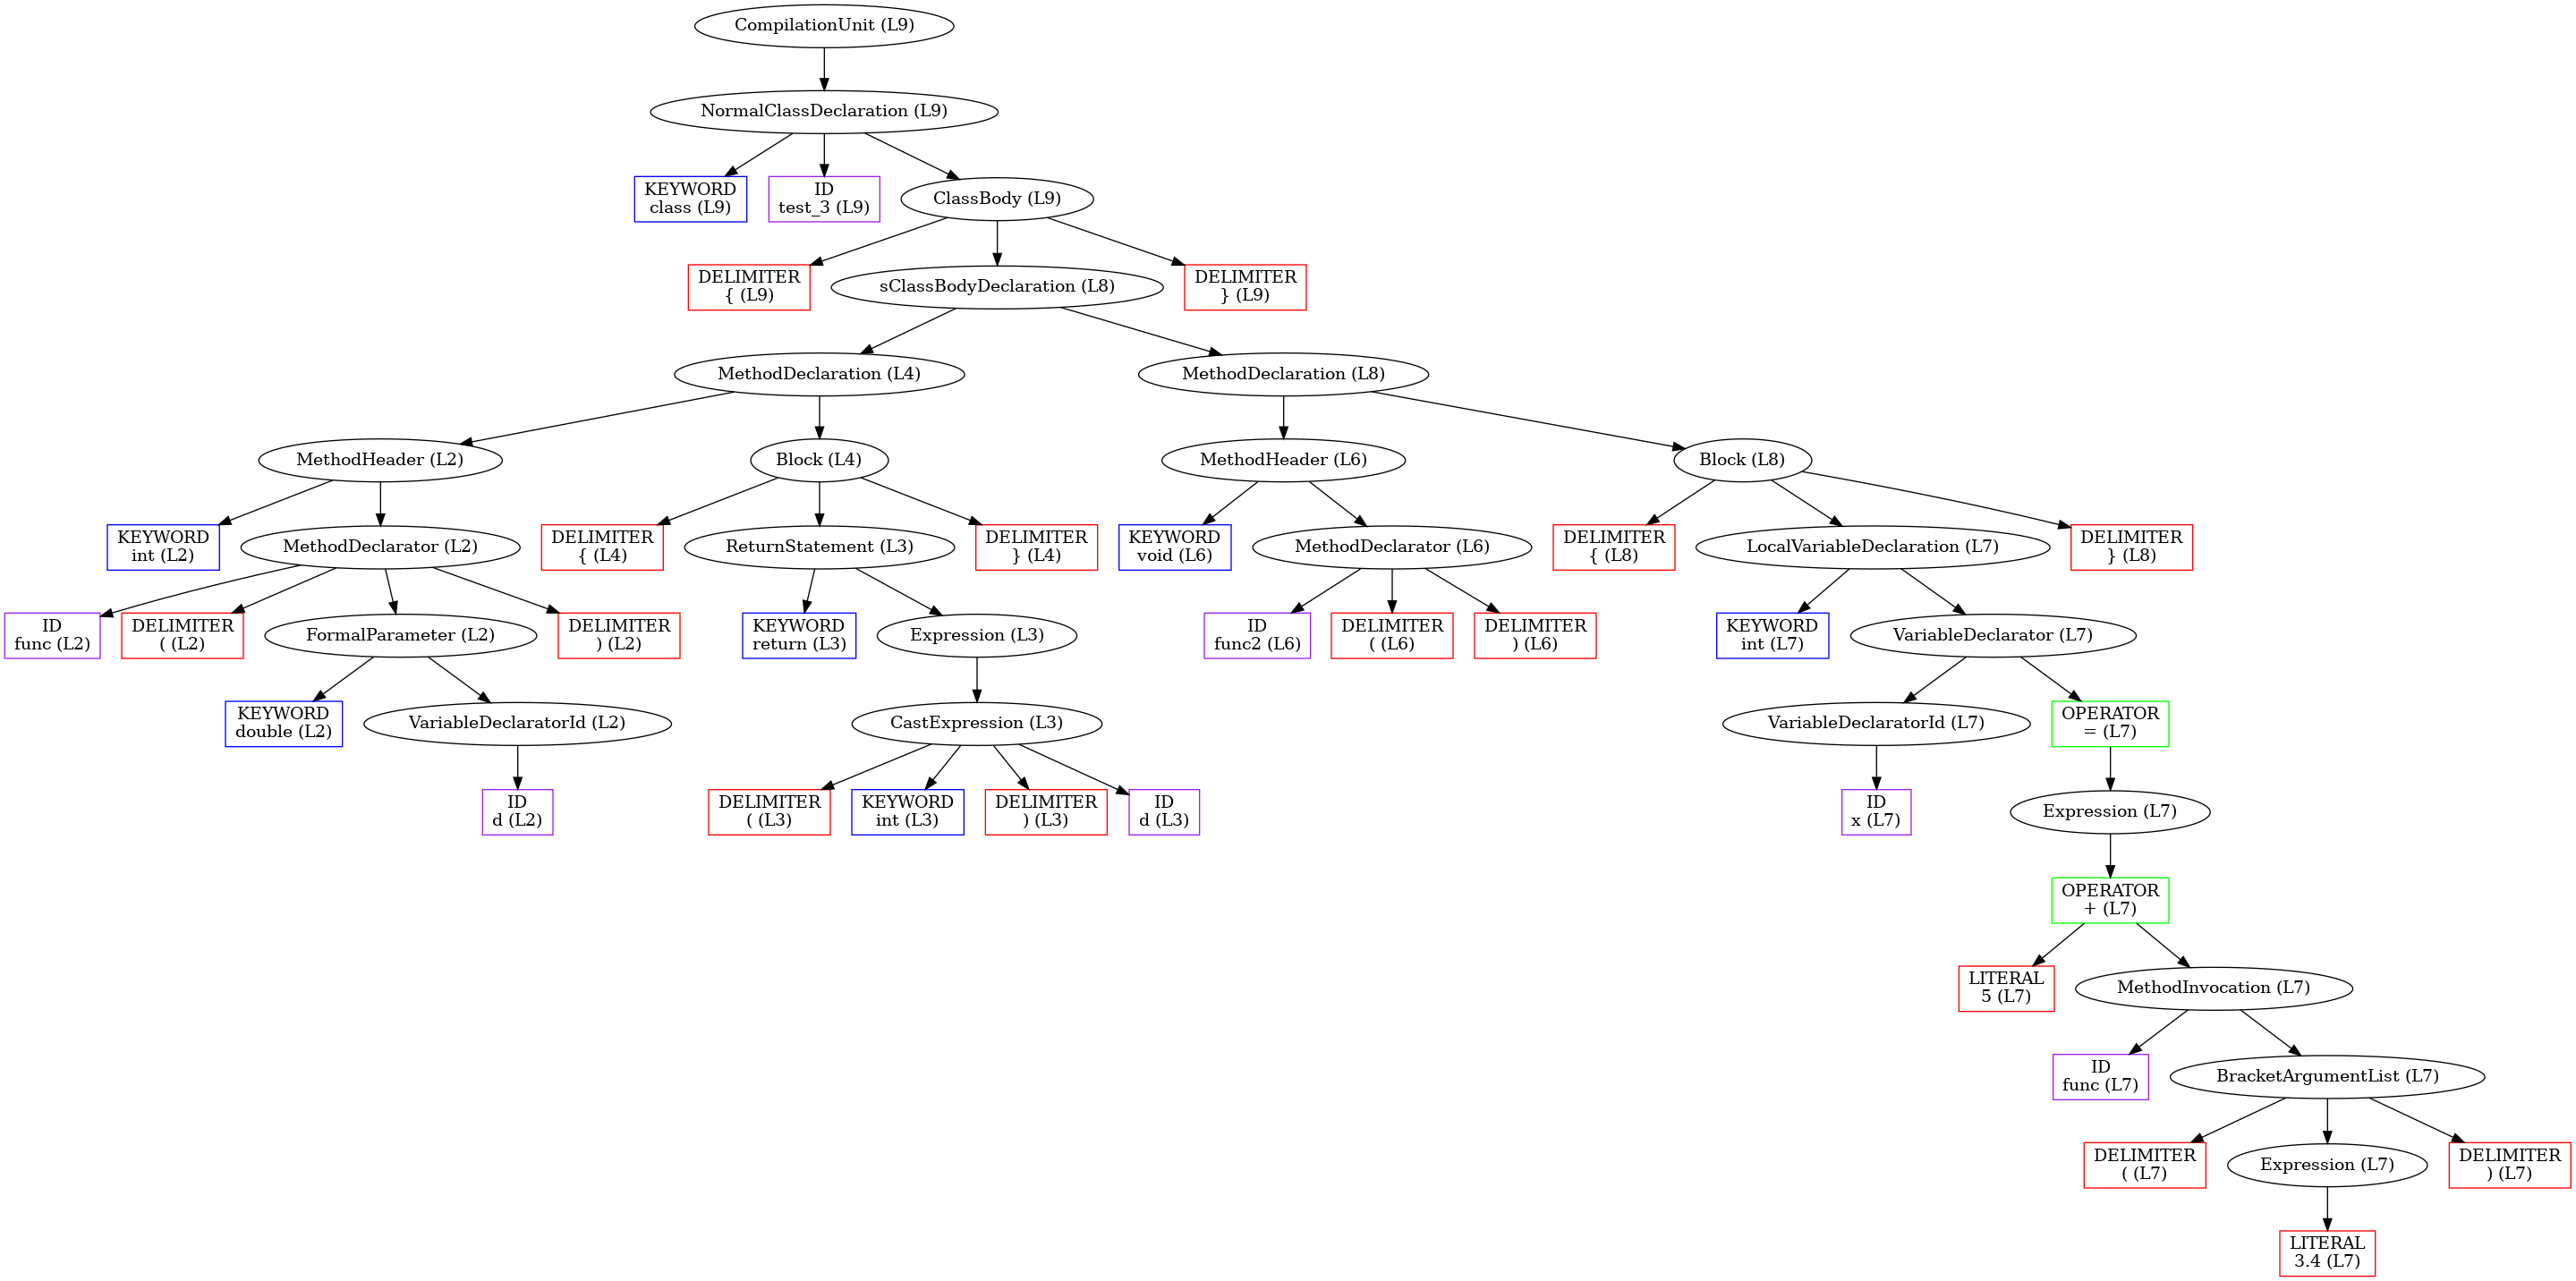 CompilationUnit (L9)
NormalClassDeclaration (L9)
KEYWORD
class (L9)
ID
test_3 (L9)
ClassBody (L9)
DELIMITER
{ (L9)
sClassBodyDeclaration (L8)
DELIMITER
} (L9)
MethodDeclaration (L4)
MethodDeclaration (L8)
MethodHeader (L2)
Block (L4)
MethodHeader (L6)
Block (L8)
KEYWORD
int (L2)
MethodDeclarator (L2)
DELIMITER
{ (L4)
ReturnStatement (L3)
DELIMITER
} (L4)
KEYWORD
void (L6)
MethodDeclarator (L6)
DELIMITER
{ (L8)
LocalVariableDeclaration (L7)
DELIMITER
} (L8)
ID
func (L2)
DELIMITER
( (L2)
FormalParameter (L2)
DELIMITER
) (L2)
KEYWORD
return (L3)
Expression (L3)
ID
func2 (L6)
DELIMITER
( (L6)
DELIMITER
) (L6)
KEYWORD
int (L7)
VariableDeclarator (L7)
KEYWORD
double (L2)
VariableDeclaratorId (L2)
CastExpression (L3)
VariableDeclaratorId (L7)
OPERATOR
= (L7)
ID
d (L2)
DELIMITER
( (L3)
KEYWORD
int (L3)
DELIMITER
) (L3)
ID
d (L3)
ID
x (L7)
Expression (L7)
OPERATOR
+ (L7)
LITERAL
5 (L7)
MethodInvocation (L7)
ID
func (L7)
BracketArgumentList (L7)
DELIMITER
( (L7)
Expression (L7)
DELIMITER
) (L7)
LITERAL
3.4 (L7)